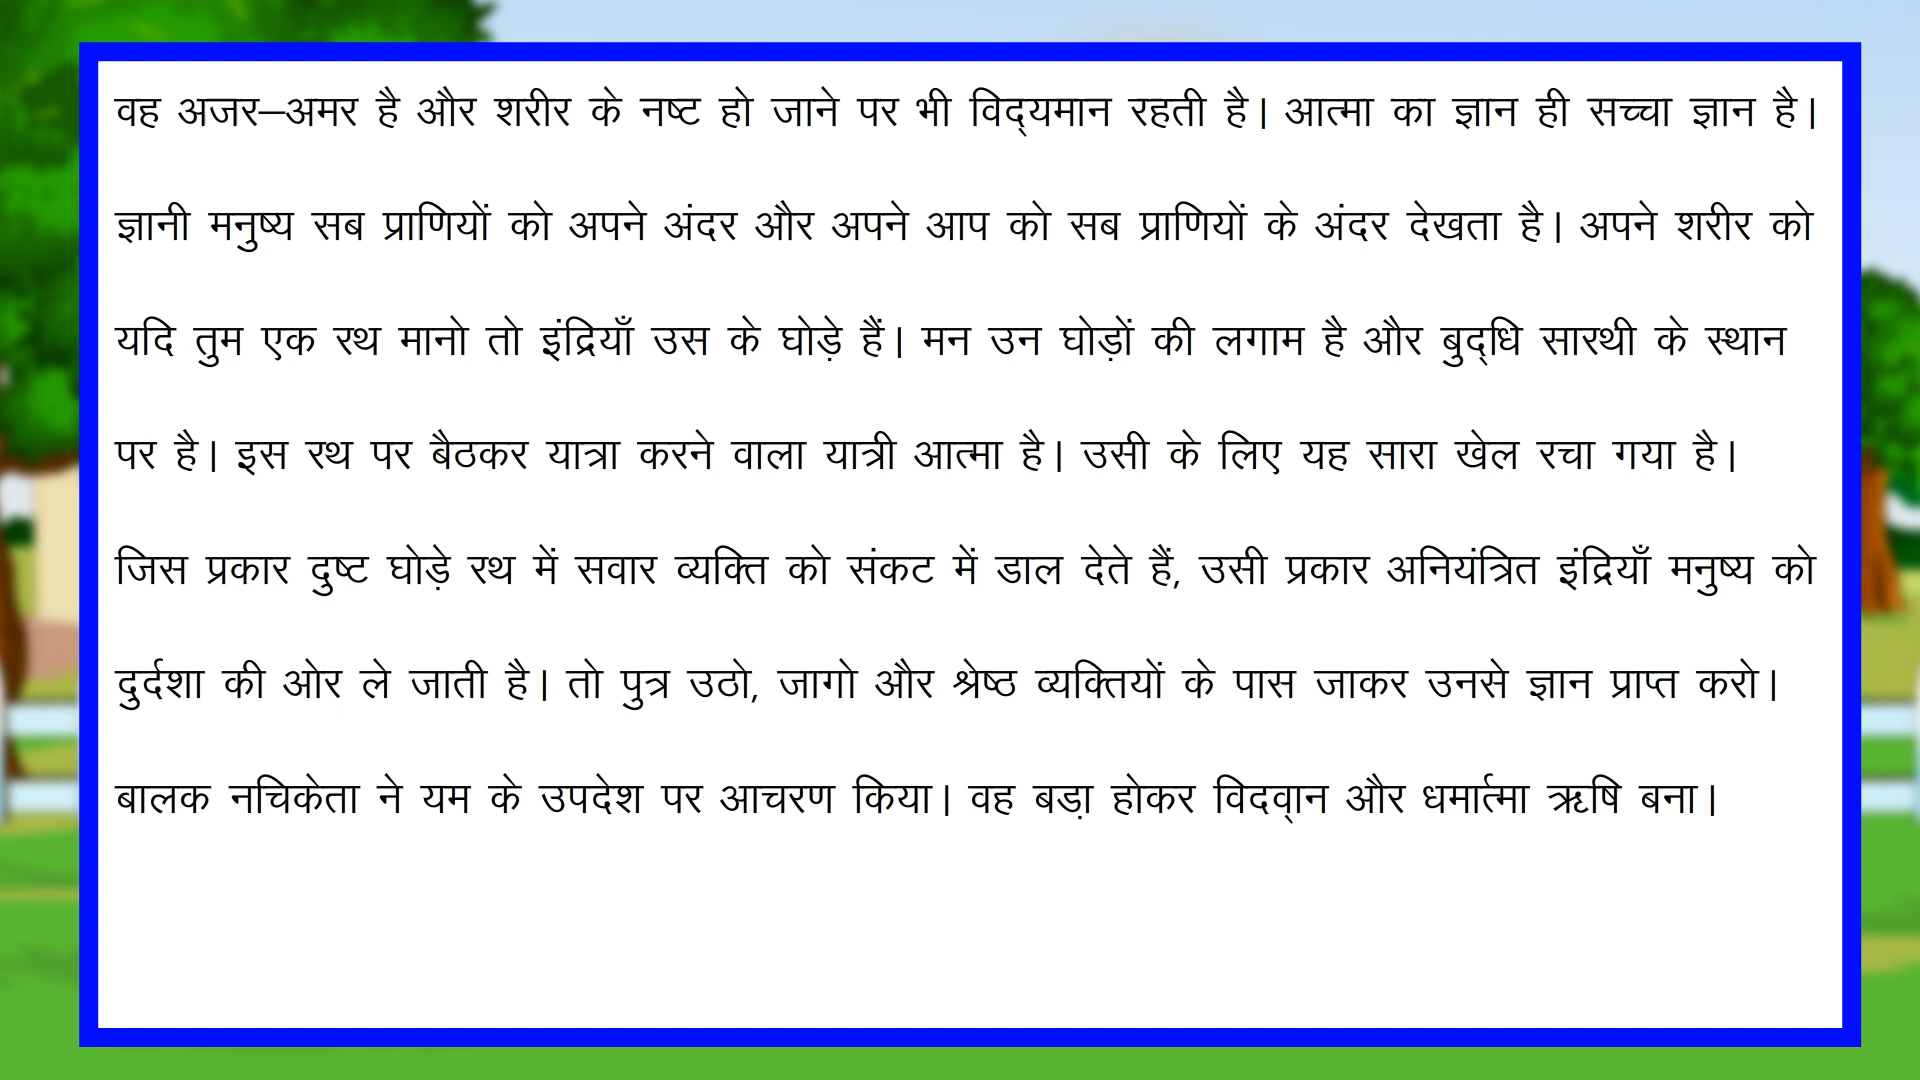 वह अजर–अमर है और शरीर के नष्ट हो जाने पर भी विद्‌यमान रहती है। आत्मा का ज्ञान ही सच्चा ज्ञान है।
ज्ञानी मनुष्य सब प्राणियों को अपने अंदर और अपने आप को सब प्राणियों के अंदर देखता है। अपने शरीर को
यदि तुम एक रथ मानो तो इंद्रियाँ उस के घोड़े हैं। मन उन घोड़ों की लगाम है और बुद्‌धि सारथी के स्थान
पर है। इस रथ पर बैठकर यात्रा करने वाला यात्री आत्मा है। उसी के लिए यह सारा खेल रचा गया है।
जिस प्रकार दुष्ट घोड़े रथ में सवार व्यक्ति को संकट में डाल देते हैं, उसी प्रकार अनियंत्रित इंद्रियाँ मनुष्य को
दुर्दशा की ओर ले जाती है। तो पुत्र उठो, जागो और श्रेष्ठ व्यक्तियों के पास जाकर उनसे ज्ञान प्राप्त करो।
बालक नचिकेता ने यम के उपदेश पर आचरण किया। वह बड़ा होकर विदव्ान और धमार्त्मा ऋषि बना।